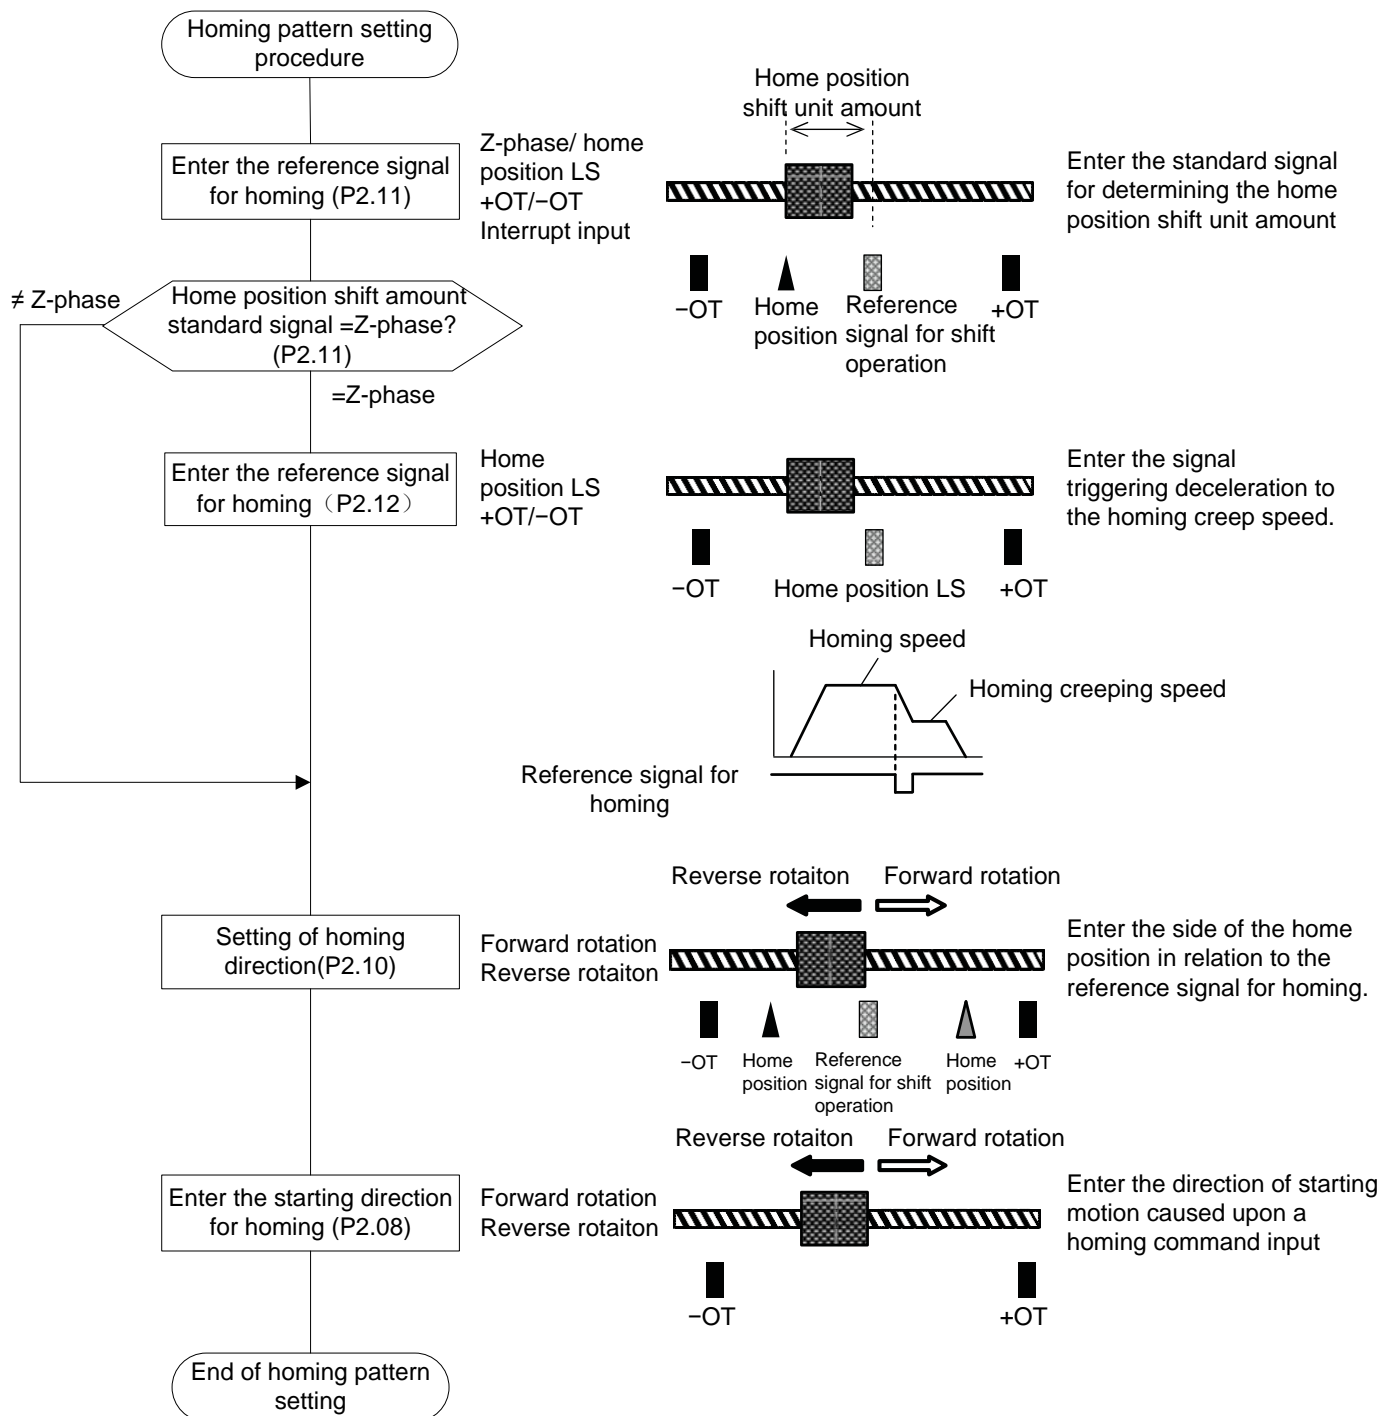 Homing pattern setting
procedure
Home position
shift unit amount
Enter the reference signal
for homing (P2.11)
Z-phase/ home
position LS
+OT/−OT
Interrupt input
Enter the standard signal
for determining the home
position shift unit amount
−OT
Home
position
Reference
signal for shift
operation
+OT
≠ Z-phase
Home position shift amount
standard signal =Z-phase?
(P2.11)
=Z-phase
Enter the reference signal
for homing（P2.12）
Home
position LS
+OT/−OT
Enter the signal
triggering deceleration to
the homing creep speed.
−OT
Home position LS
+OT
Homing speed
Homing creeping speed
Reference signal for
homing
Reverse rotaiton
Forward rotation
Setting of homing
direction(P2.10)
Forward rotation
Reverse rotaiton
Enter the side of the home
position in relation to the
reference signal for homing.
−OT
Home
position
Reference
signal for shift
operation
Home
position
+OT
Reverse rotaiton
Forward rotation
Enter the starting direction
for homing (P2.08)
Forward rotation
Reverse rotaiton
Enter the direction of starting
motion caused upon a
homing command input
−OT
+OT
End of homing pattern
setting